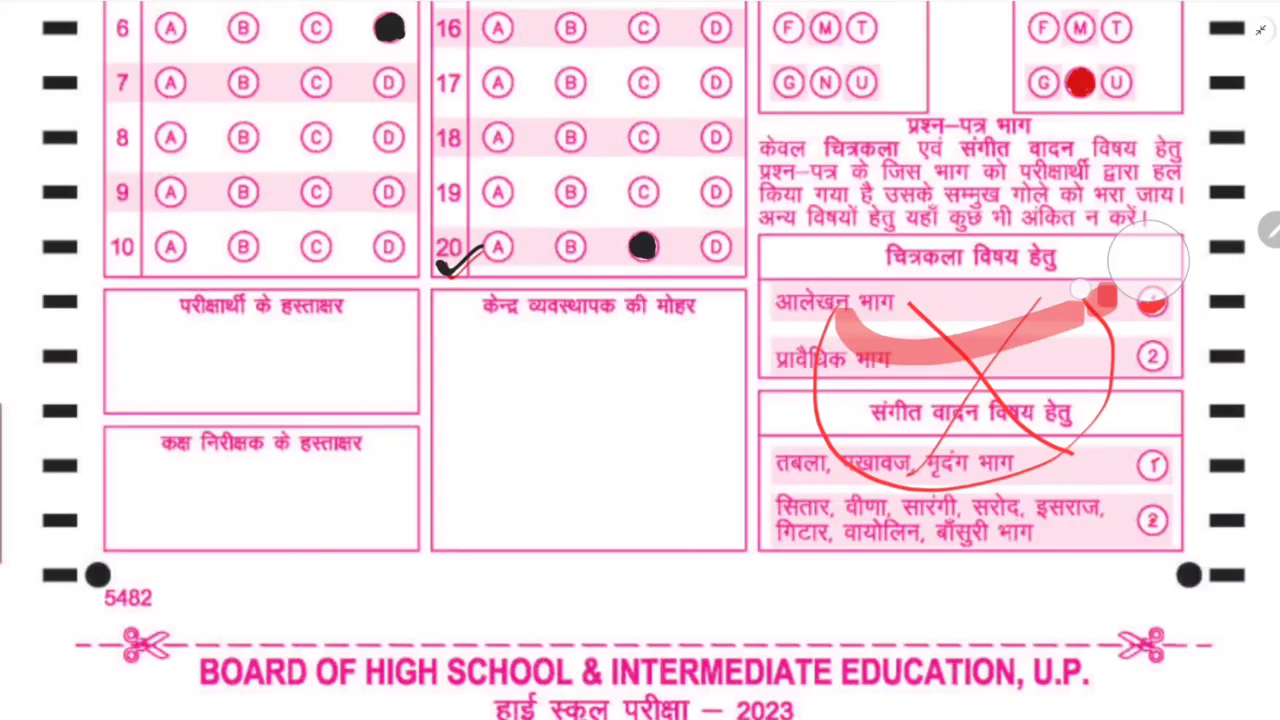 6 A B C
7 A B C D
8 A B C D
9 A B C D
10 A B C D
परीक्षार्थी के हस्ताक्षर
कक्ष निरीक्षक के हस्ताक्षर
16 A B C D
17 A B C D
18 A B C D
19 A B C D
20 A B D
केन्द्र व्यवस्थापक की मोहर
F M T
G N U
F M T
G U
प्रश्न–पत्र भाग
केवल चित्रकला एवं संगीत वादन विषय हेतु
प्रश्न–पत्र के जिस भाग को परीक्षार्थी द्वारा हल
किया गया है उसके सम्मुख गोले को भरा जाय।
अन्य विषयों हेतु यहाँ कुछ भी अंकित न करें।
चित्रकला विषय हेतु
आलेखन भाग
प्रावैधिक भाग 2
संगीत वादन विषय हेतु
तबला, पखावज, मृदंग भाग 1
सितार, वीणा, सारंगी, सरोद, इसराज, 2
गिटार, वायोलिन, बाँसुरी भाग
5482
BOARD OF HIGH SCHOOL & INTERMEDIATE EDUCATION, U.P.
हाई स्कूल परीक्षा – 2023